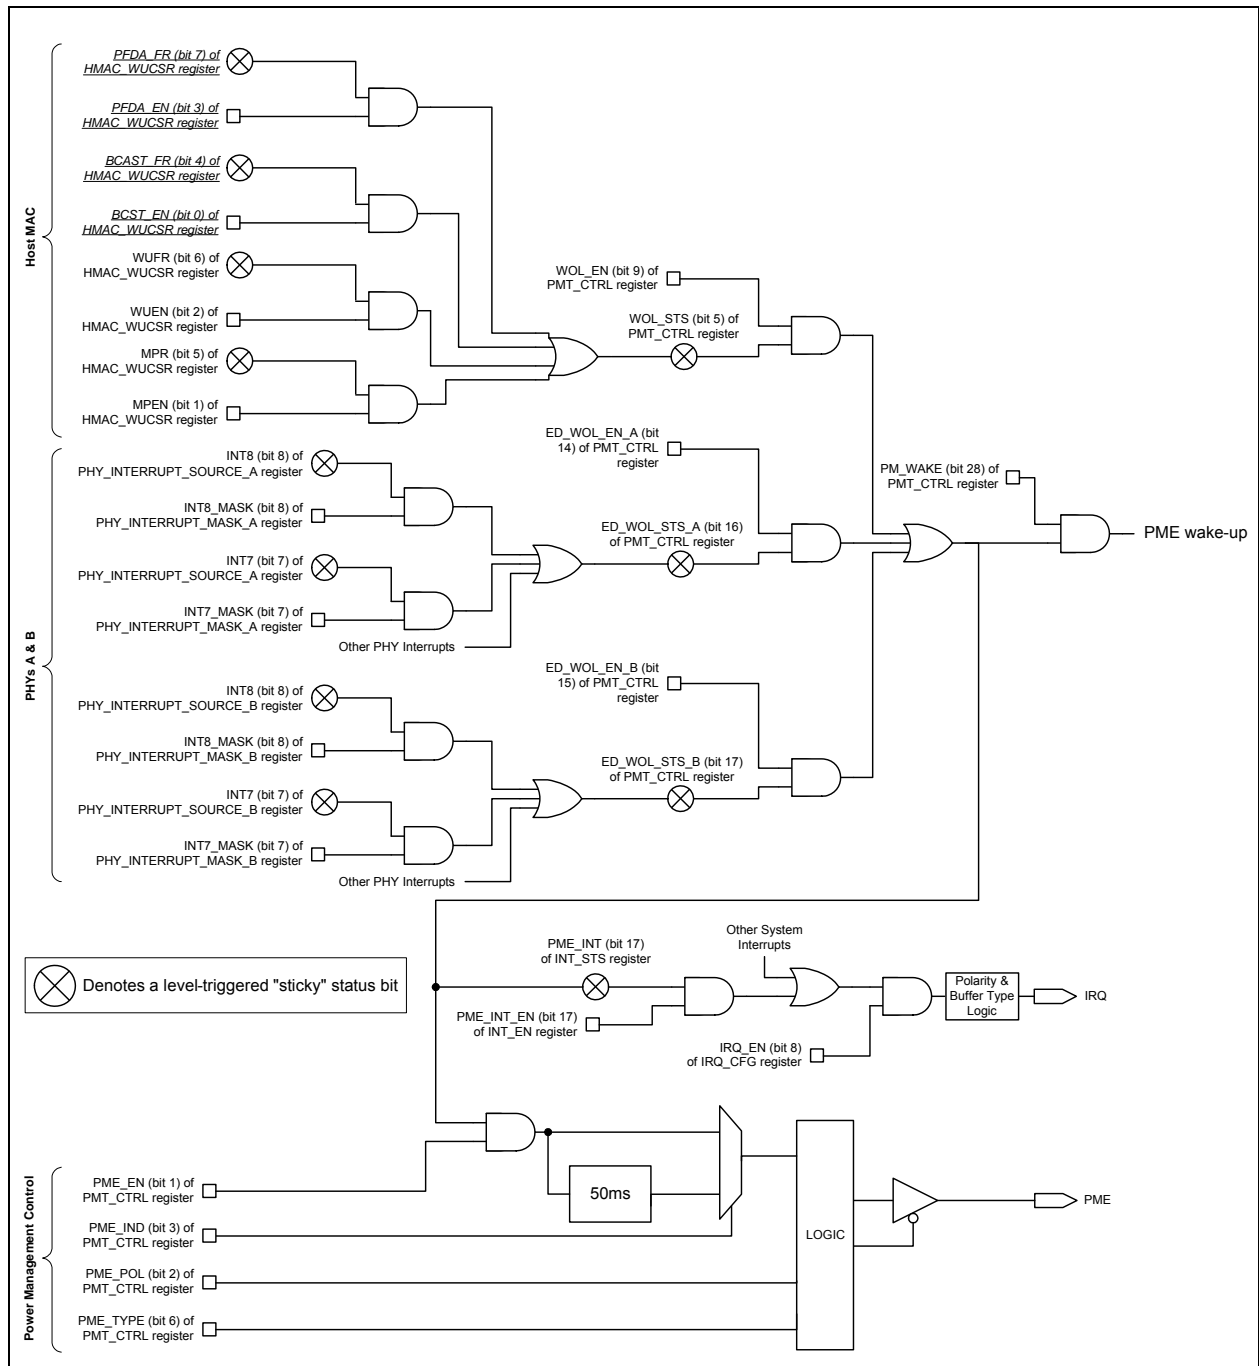 Host MAC
PFDA_FR (bit 7) of
HMAC_WUCSR register
PFDA_EN (bit 3) of
HMAC_WUCSR register
BCAST_FR (bit 4) of
HMAC_WUCSR register
BCST_EN (bit 0) of
HMAC_WUCSR register
WUFR (bit 6) of
HMAC_WUCSR register
WUEN (bit 2) of
HMAC_WUCSR register
MPR (bit 5) of
HMAC_WUCSR register
MPEN (bit 1) of
HMAC_WUCSR register
WOL_EN (bit 9) of
PMT_CTRL register
WOL_STS (bit 5) of
PMT_CTRL register
PHYs A & B
INT8 (bit 8) of
PHY_INTERRUPT_SOURCE_A
register
INT8_MASK (bit 8) of
PHY_INTERRUPT_MASK_A register
INT7 (bit 7) of
PHY_INTERRUPT_SOURCE_A
register
INT7_MASK (bit 7) of
PHY_INTERRUPT_MASK_A register
Other PHY Interrupts
ED_WOL_EN_A (bit
14) of PMT_CTRL
register
ED_WOL_STS_A (bit 16)
of PMT_CTRL register
PM_WAKE (bit 28) of
PMT_CTRL register
PME wake-up
INT8 (bit 8) of
PHY_INTERRUPT_SOURCE_B register
INT8_MASK (bit 8) of
PHY_INTERRUPT_MASK_B register
INT7 (bit 7) of
PHY_INTERRUPT_SOURCE_B
register
INT7_MASK (bit 7) of
PHY_INTERRUPT_MASK_B register
Other PHY Interrupts
ED_WOL_EN_B (bit
15) of PMT_CTRL
register
ED_WOL_STS_B (bit 17)
of PMT_CTRL register
Denotes a level-triggered "sticky" status bit
PME_INT (bit 17)
of INT_STS register
PME_INT_EN (bit 17)
of INT_EN register
Other System
Interrupts
IRQ_EN (bit 8)
of IRQ_CFG register
Polarity &
Buffer Type
Logic
IRQ
Power Management Control
PME_EN (bit 1) of
PMT_CTRL register
PME_IND (bit 3) of
PMT_CTRL register
PME_POL (bit 2) of
PMT_CTRL register
PME_TYPE (bit 6) of
PMT_CTRL register
50ms
LOGIC
PME